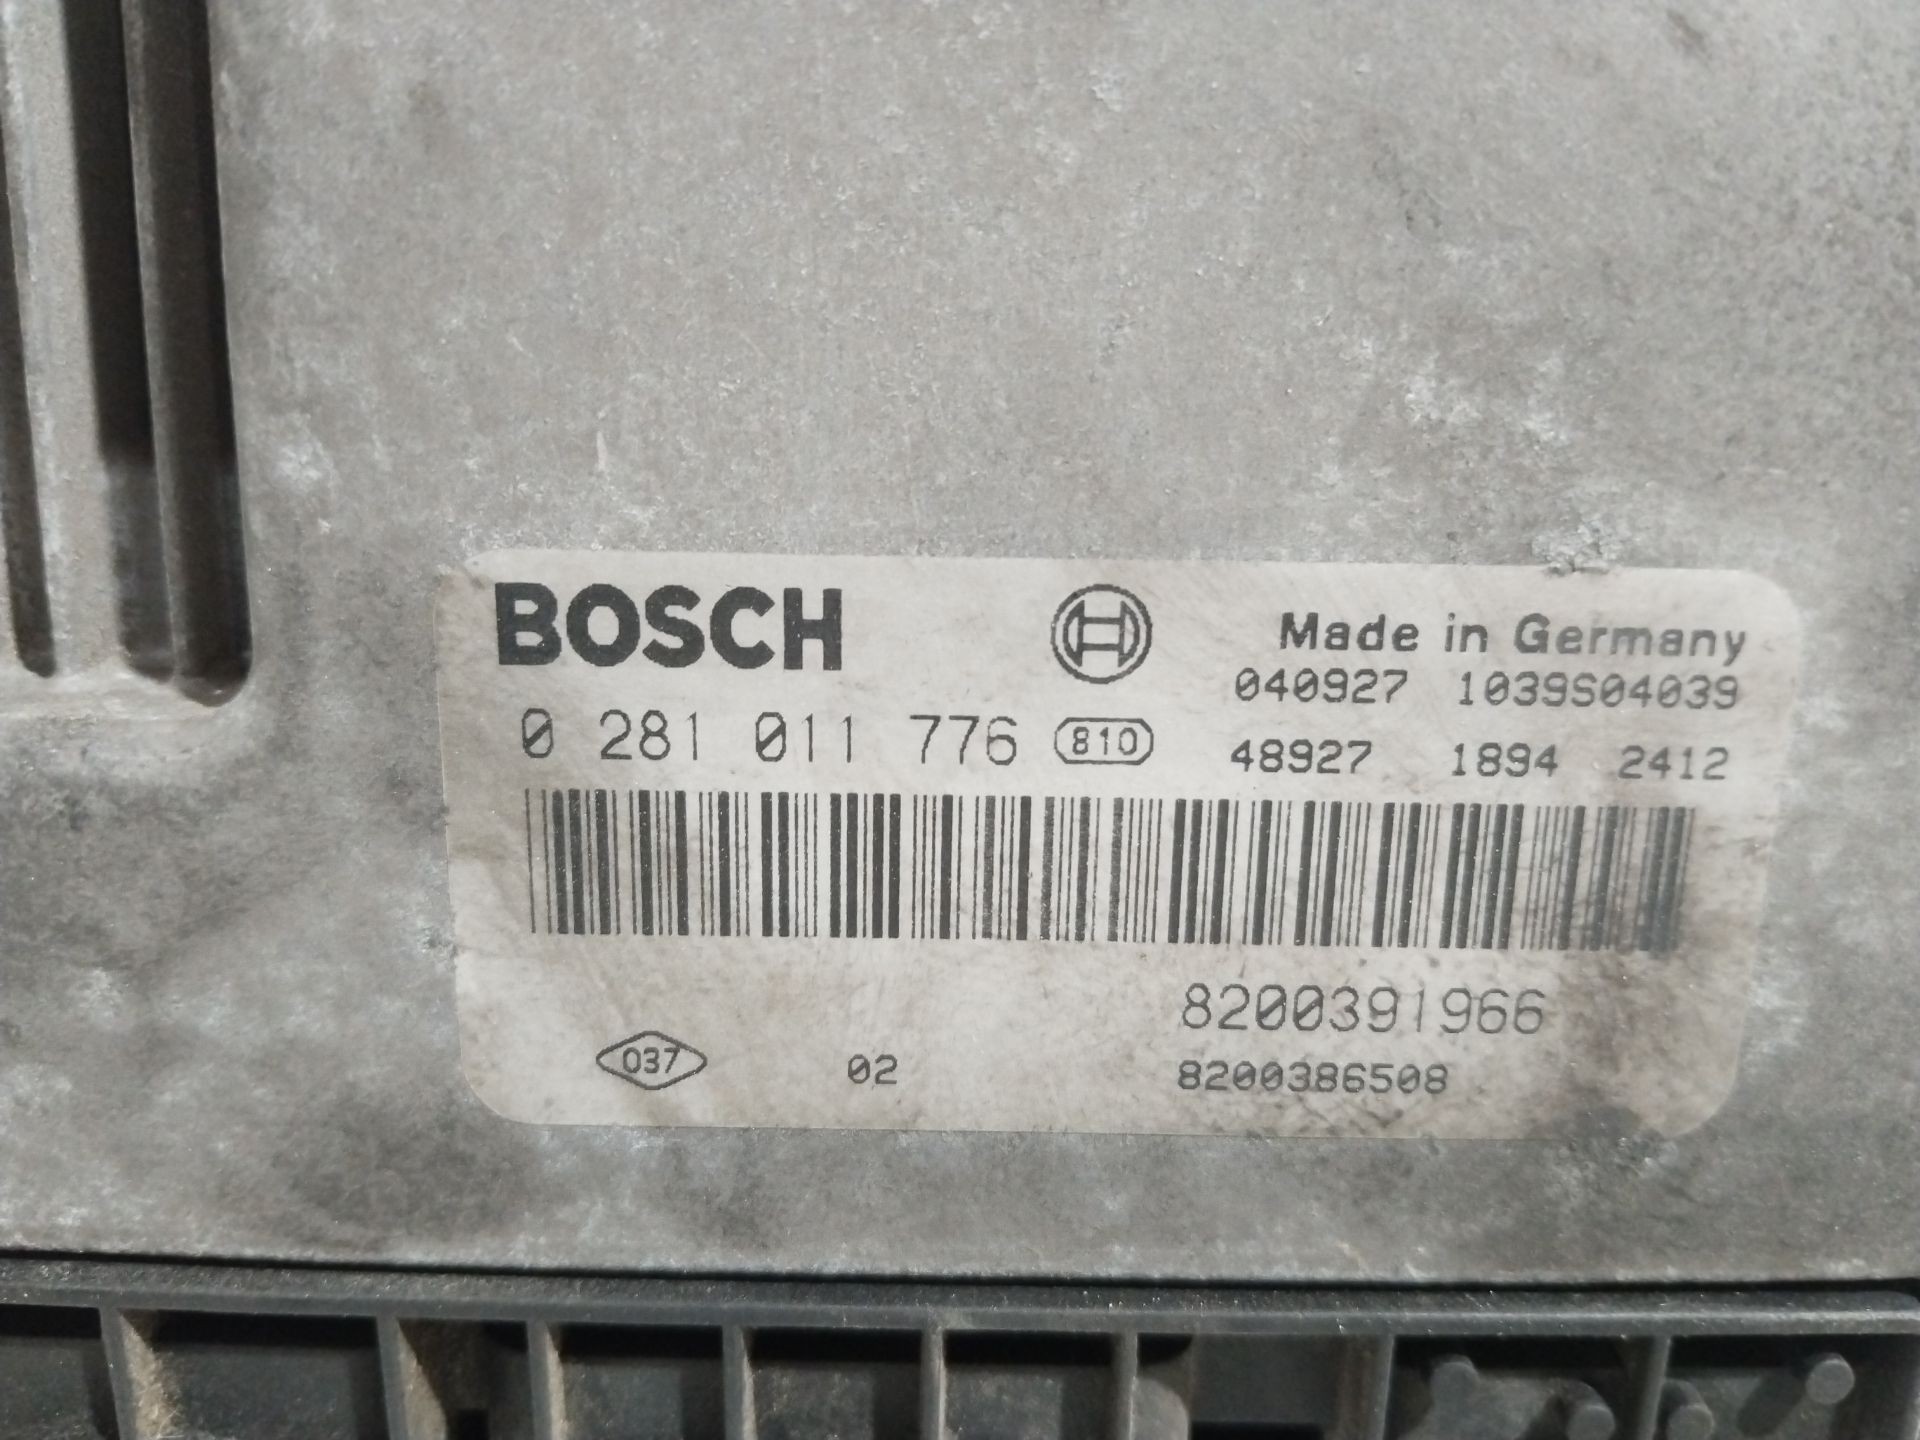 BOSCH
Made in Germany
040927 1039S04039
0 281 011 776 810
48927 1894 2412
8200391966
037 02 8200386508